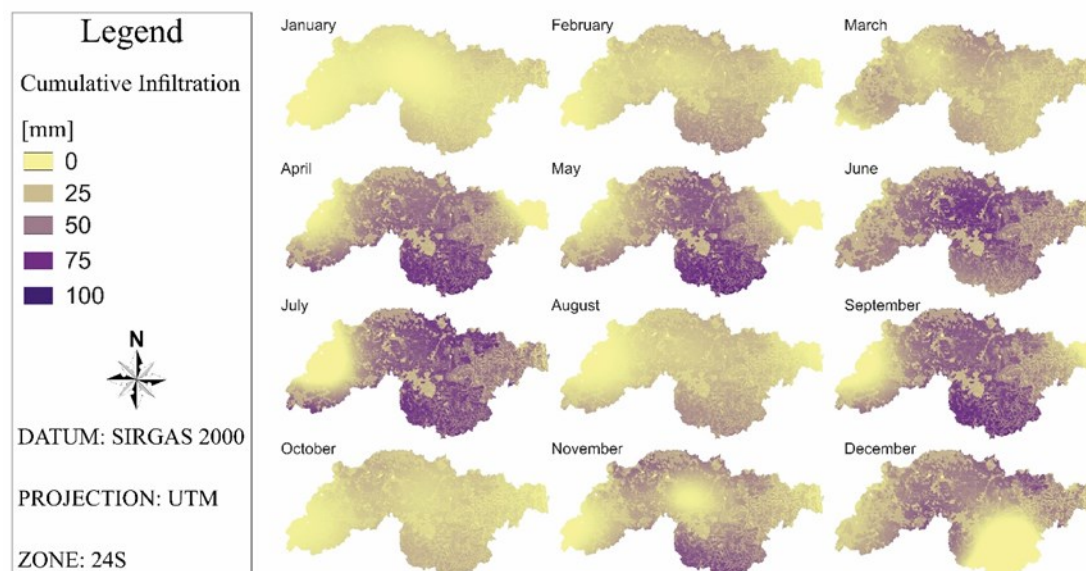 Legend
Cumulative Infiltration
[mm]
0
25
50
75
100
N
DATUM: SIRGAS 2000
PROJECTION: UTM
ZONE: 24S
January
February
March
April
May
June
July
August
September
October
November
December